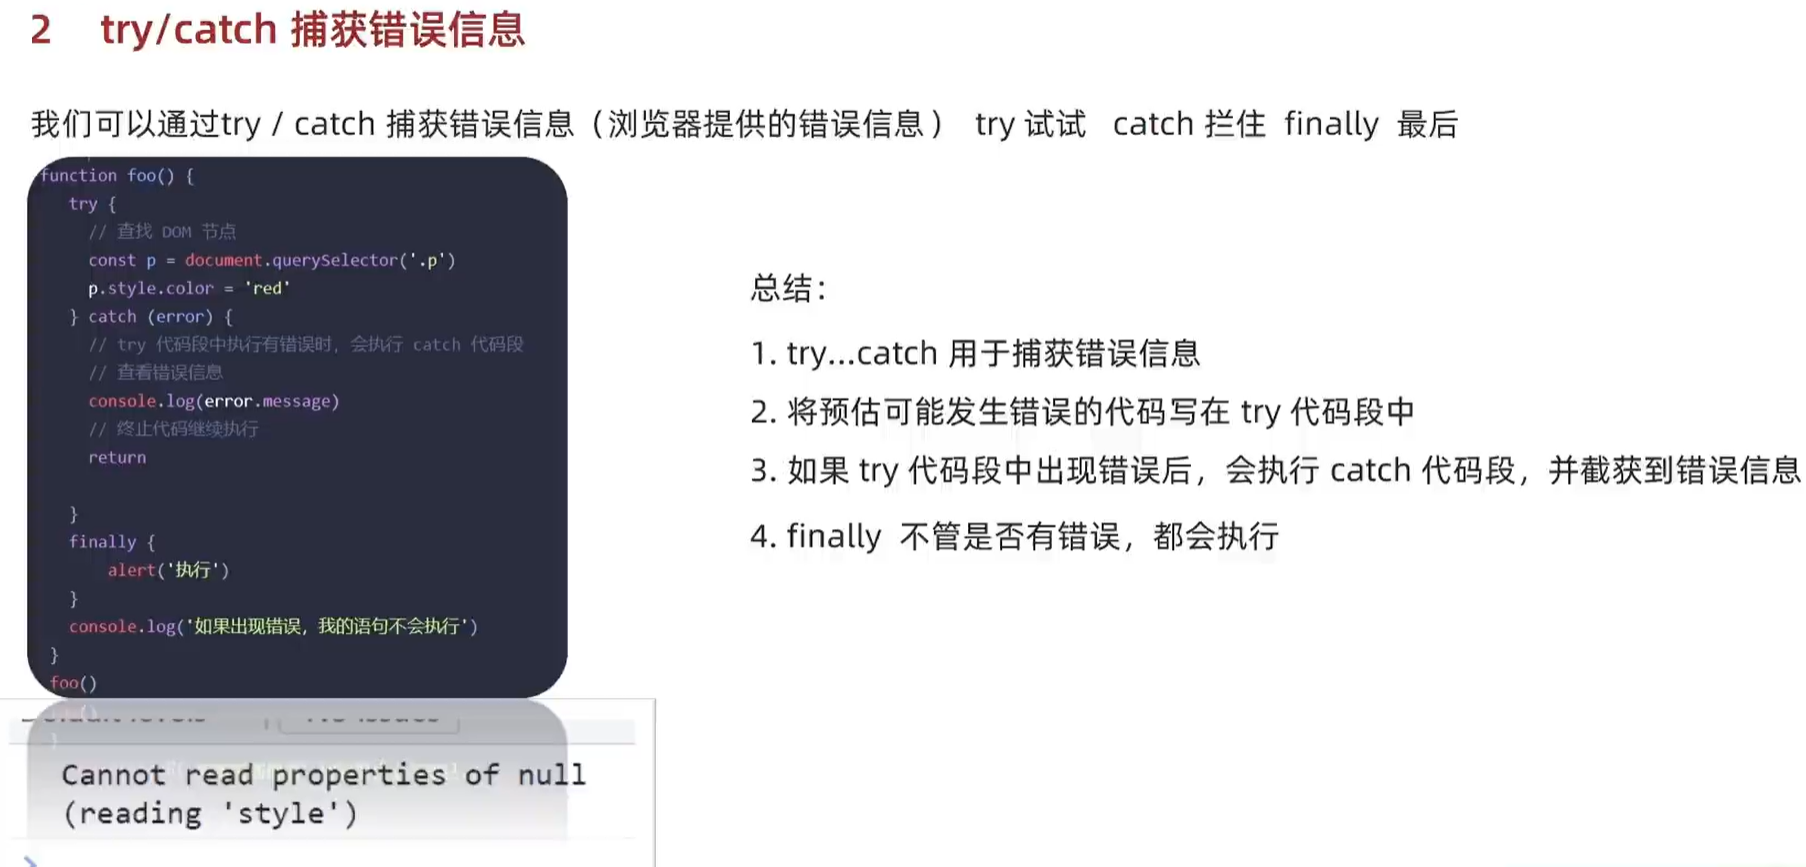 2 try/catch 捕获错误信息
我们可以通过try / catch 捕获错误信息（浏览器提供的错误信息） try 试试 catch 拦住 finally 最后
function foo() {
try {
// 查找 DOM 节点
const p = document.querySelector('.p')
p.style.color = 'red'
} catch (error) {
// try 代码段中执行有错误时，会执行 catch 代码段
// 查看错误信息
console.log(error.message)
// 终止代码继续执行
return
}
finally {
alert('执行')
}
console.log('如果出现错误，我的语句不会执行')
}
foo()
Cannot read properties of null
(reading 'style')
总结：
1. try...catch 用于捕获错误信息
2. 将预估可能发生错误的代码写在 try 代码段中
3. 如果 try 代码段中出现错误后，会执行 catch 代码段，并截获到错误信息
4. finally 不管是否有错误，都会执行